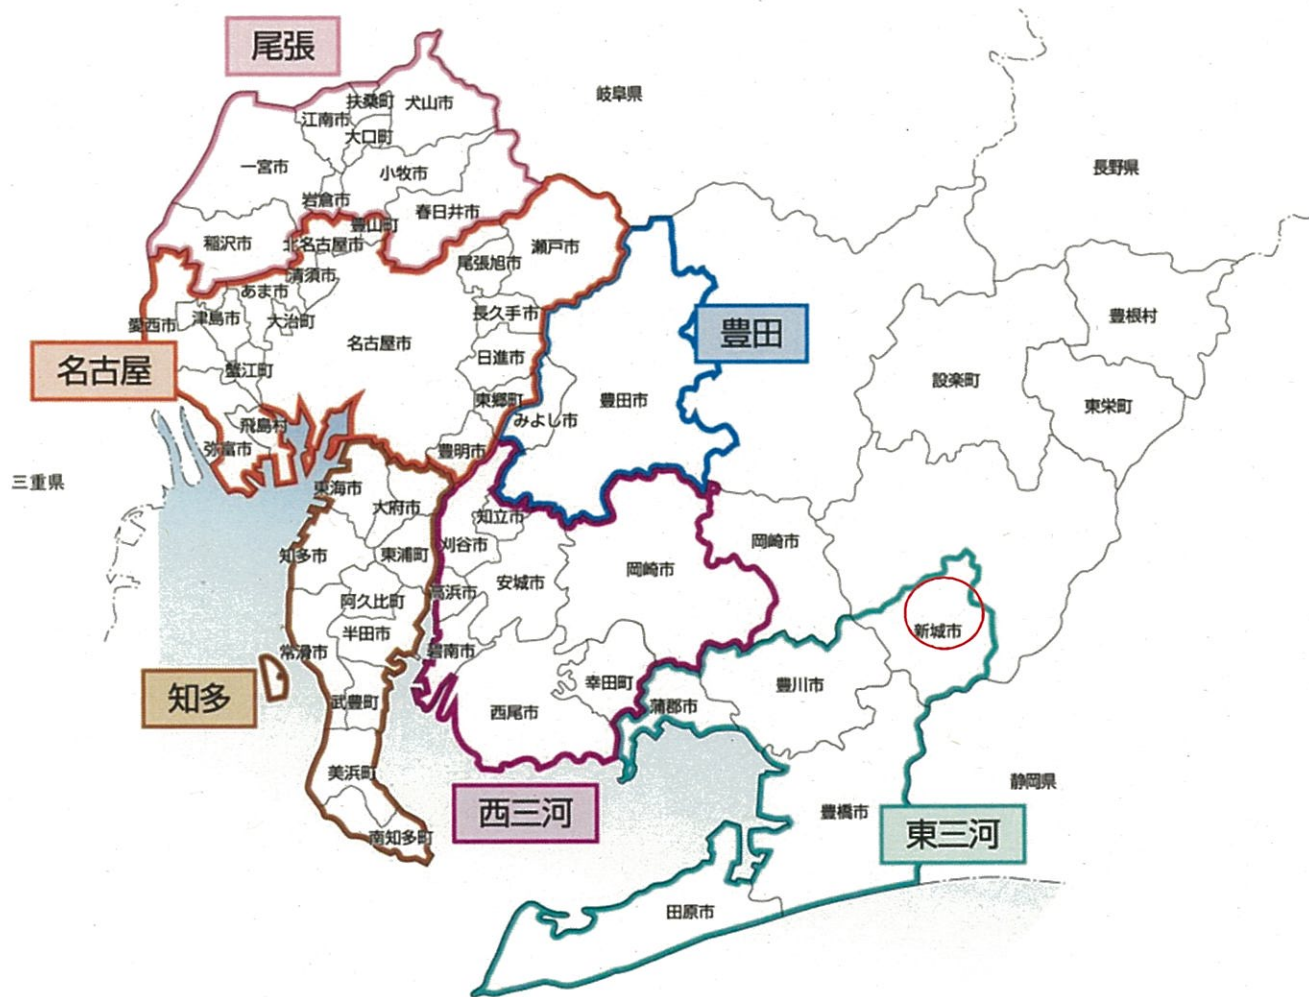 尾張
岐阜県
扶桑町
犬山市
江南市
大口町
一宮市
小牧市
長野県
岩倉市
春日井市
豊山町
稲沢市
北名古屋市
瀬戸市
尾張旭市
清須市
あま市
愛西市
津島市
大治町
長久手市
豊根村
名古屋市
豊田
日進市
名古屋
蟹江町
設楽町
東郷町
豊田市
東栄町
みよし市
飛島村
弥富市
豊明市
三重県
東海市
大府市
知立市
刈谷市
岡崎市
知多市
東浦町
岡崎市
安城市
高浜市
阿久比町
半田市
新城市
常滑市
碧南市
幸田町
豊川市
知多
武豊町
西尾市
蒲郡市
美浜町
静岡県
西三河
豊橋市
東三河
南知多町
田原市